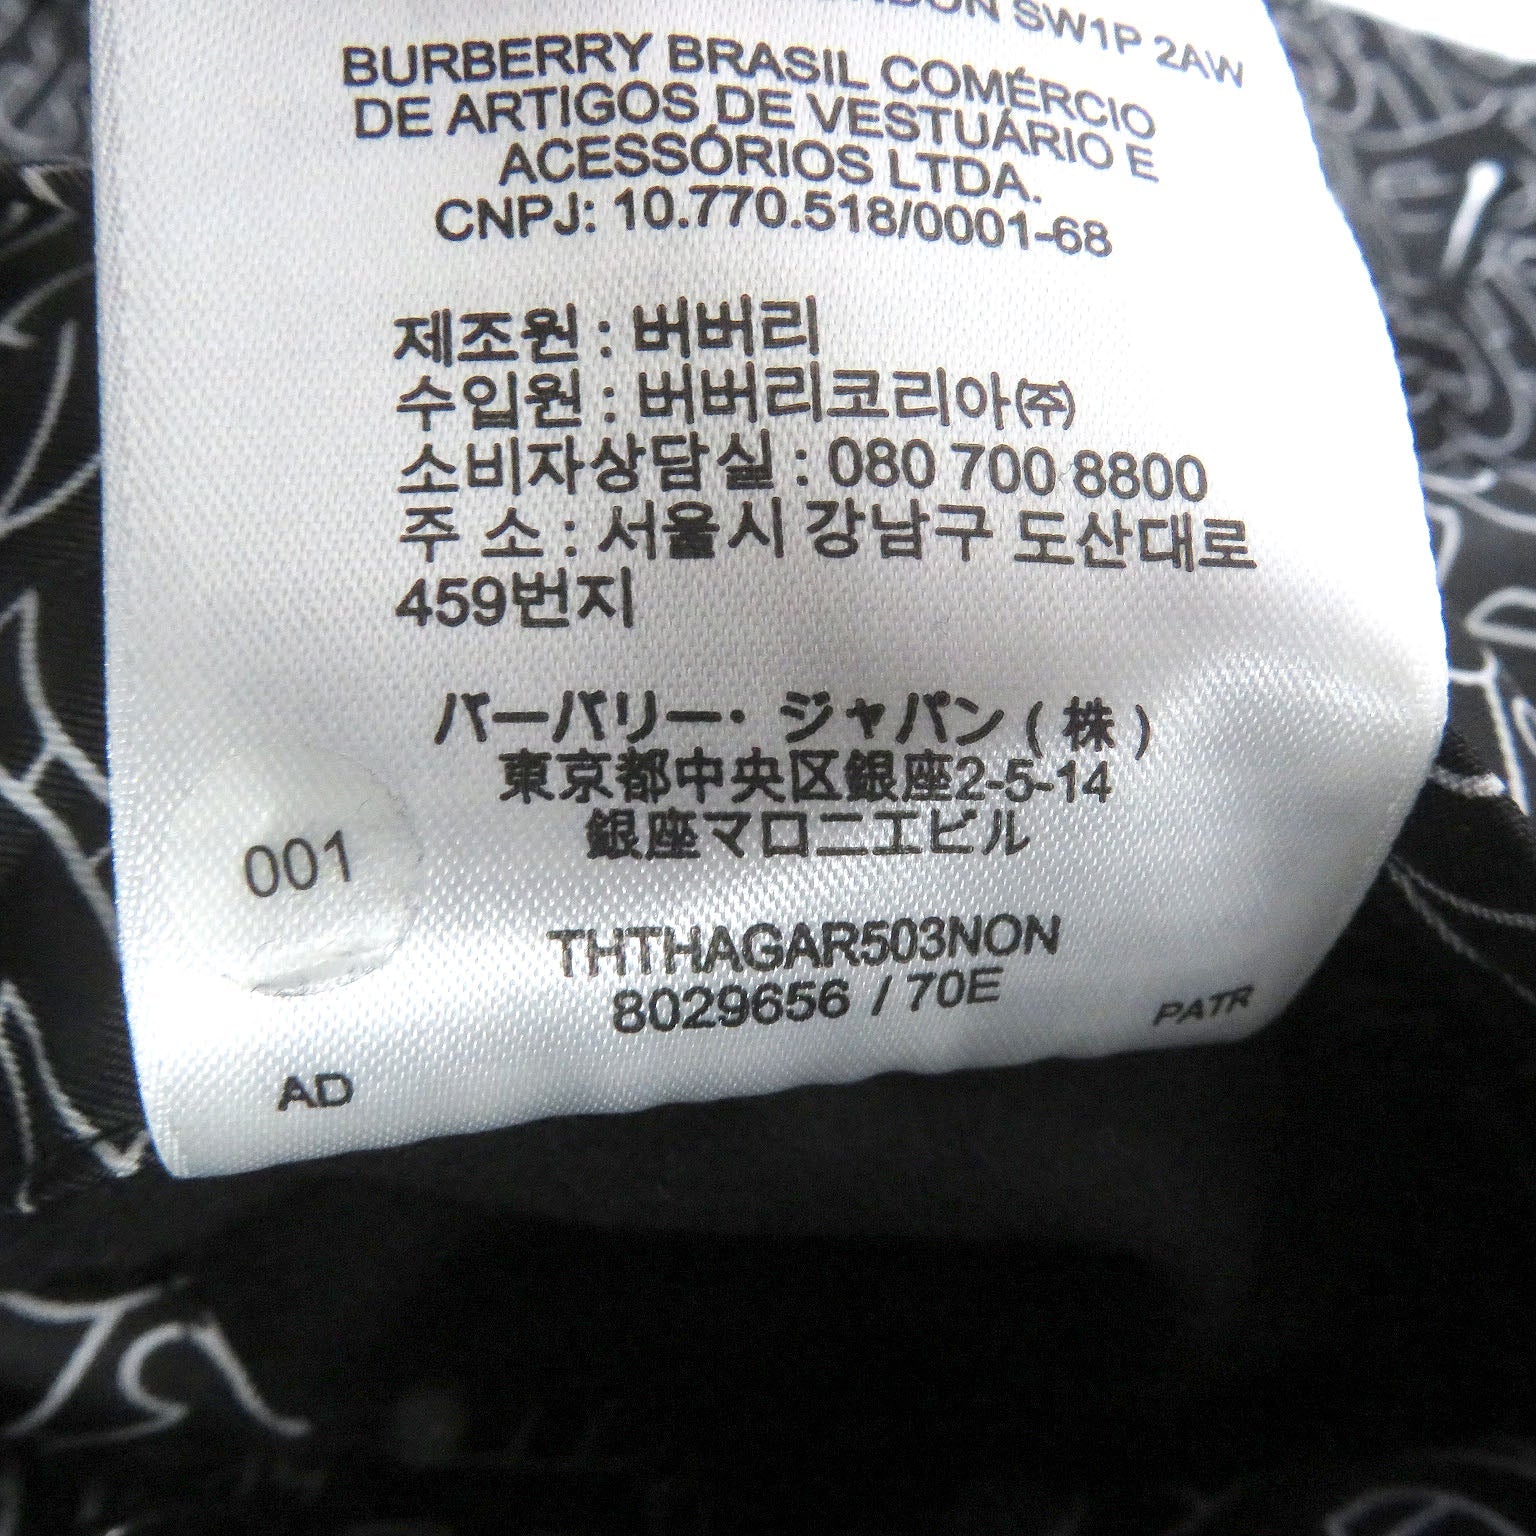 SW1P 2AW
BURBERRY BRASIL COMÉRCIO
DE ARTIGOS DE VESTUÁRIO E
ACESSÓRIOS LTDA.
CNPJ: 10.770.518/0001-68
제조원 : 버버리
수입원 : 버버리코리아㈜
소비자상담실 : 080 700 8800
주 소 : 서울시 강남구 도산대로
459번지
バーバリー・ジャパン ( 株 )
東京都中央区銀座2-5-14
銀座マロニエビル
001
THTHAGAR503NON
8029656 / 70E
PATR
AD